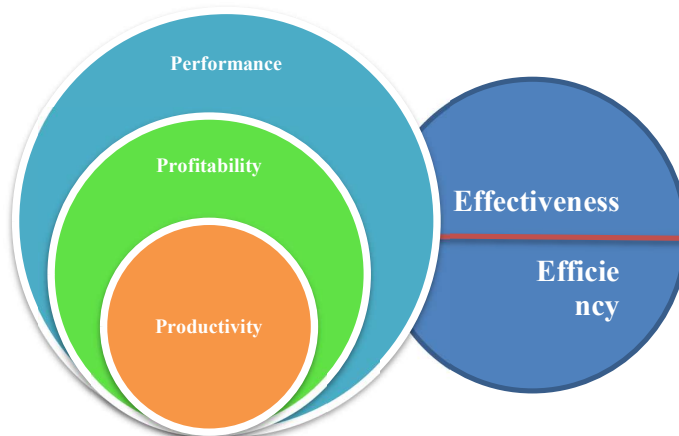 Performance
Profitability
Effectiveness
Efficie
ncy
Productivity